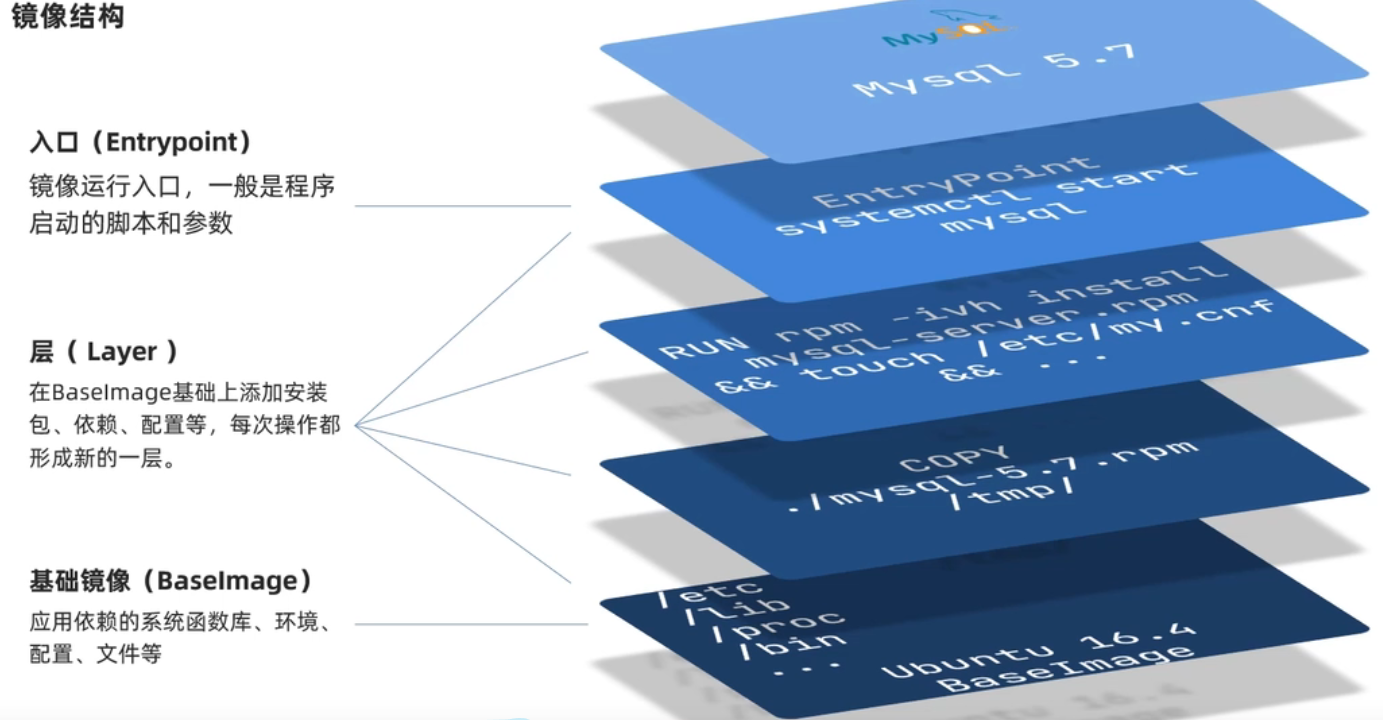 镜像结构
入口（Entrypoint）
镜像运行入口，一般是程序
启动的脚本和参数
层（ Layer ）
在BaseImage基础上添加安装
包、依赖、配置等，每次操作都
形成新的一层。
基础镜像（BaseImage）
应用依赖的系统函数库、环境、
配置、文件等
MySQL
Mysql 5.7
EntryPoint
systemctl start
mysql
RUN rpm -ivh install
mysql-server.rpm
&& touch /etc/my.cnf
&& ...
COPY
./mysql-5.7.rpm
/tmp/
/etc
/lib
/proc
/bin
...
Ubuntu 16.4
BaseImage